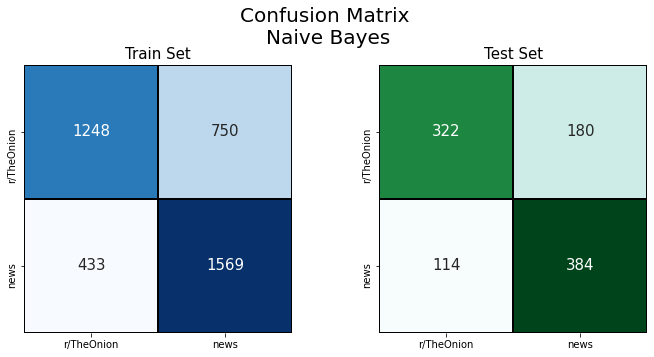 Confusion Matrix
Naive Bayes
Train Set
r/TheOnion
1248 750
news
433 1569
r/TheOnion news
Test Set
r/TheOnion
322 180
news
114 384
r/TheOnion news